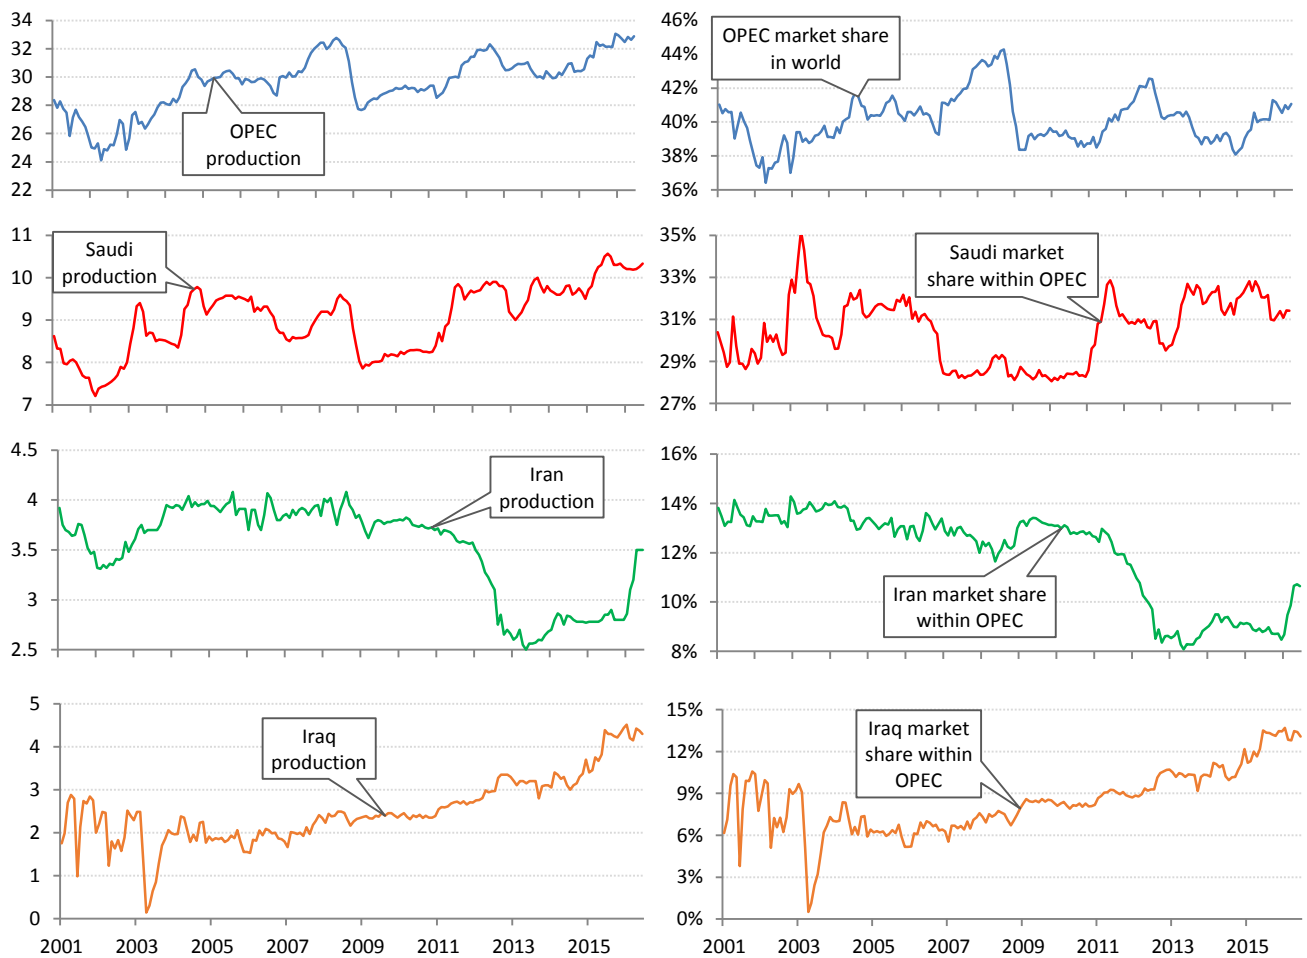 34
32
30
28
26
24
22
OPEC
production
46%
44%
42%
40%
38%
36%
OPEC market share
in world
11
10
9
8
7
Saudi
production
35%
33%
31%
29%
27%
Saudi market
share within OPEC
4.5
4
3.5
3
2.5
Iran
production
16%
14%
12%
10%
8%
Iran market share
within OPEC
5
4
3
2
1
0
Iraq
production
2001 2003 2005 2007 2009 2011 2013 2015
15%
12%
9%
6%
3%
0%
Iraq market
share within
OPEC
2001 2003 2005 2007 2009 2011 2013 2015